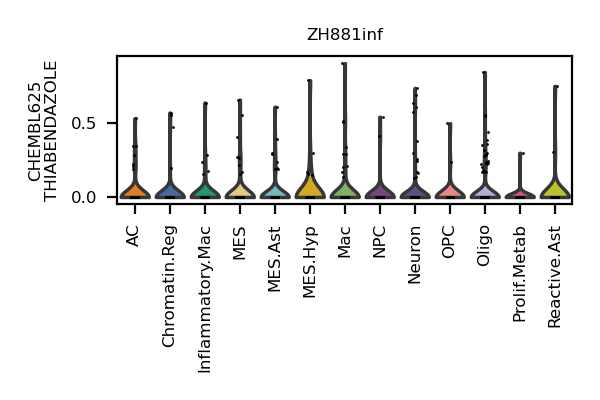 ZH881inf
CHEMBL625
THIABENDAZOLE
0.5
0.0
AC
Chromatin.Reg
Inflammatory.Mac
MES
MES.Ast
MES.Hyp
Mac
NPC
Neuron
OPC
Oligo
Prolif.Metab
Reactive.Ast